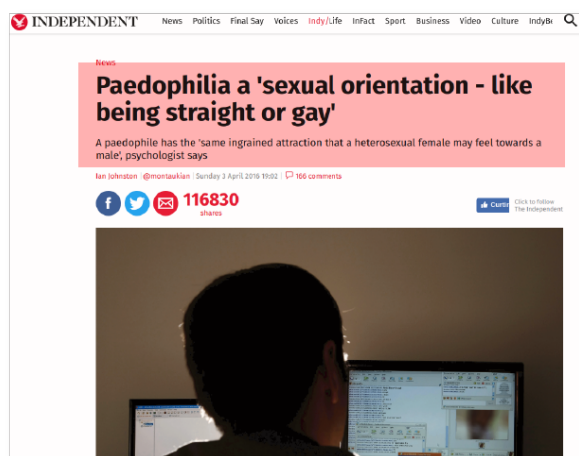 INDEPENDENT News Politics Final Say Voices Indy/Life InFact Sport Business Video Culture IndyBe
News
Paedophilia a 'sexual orientation - like
being straight or gay'
A paedophile has the 'same ingrained attraction that a heterosexual female may feel towards a
male', psychologist says
Ian Johnston | @montaukian | Sunday 3 April 2016 19:02 | 166 comments
116830
shares
Curtir
Click to follow
The Independent